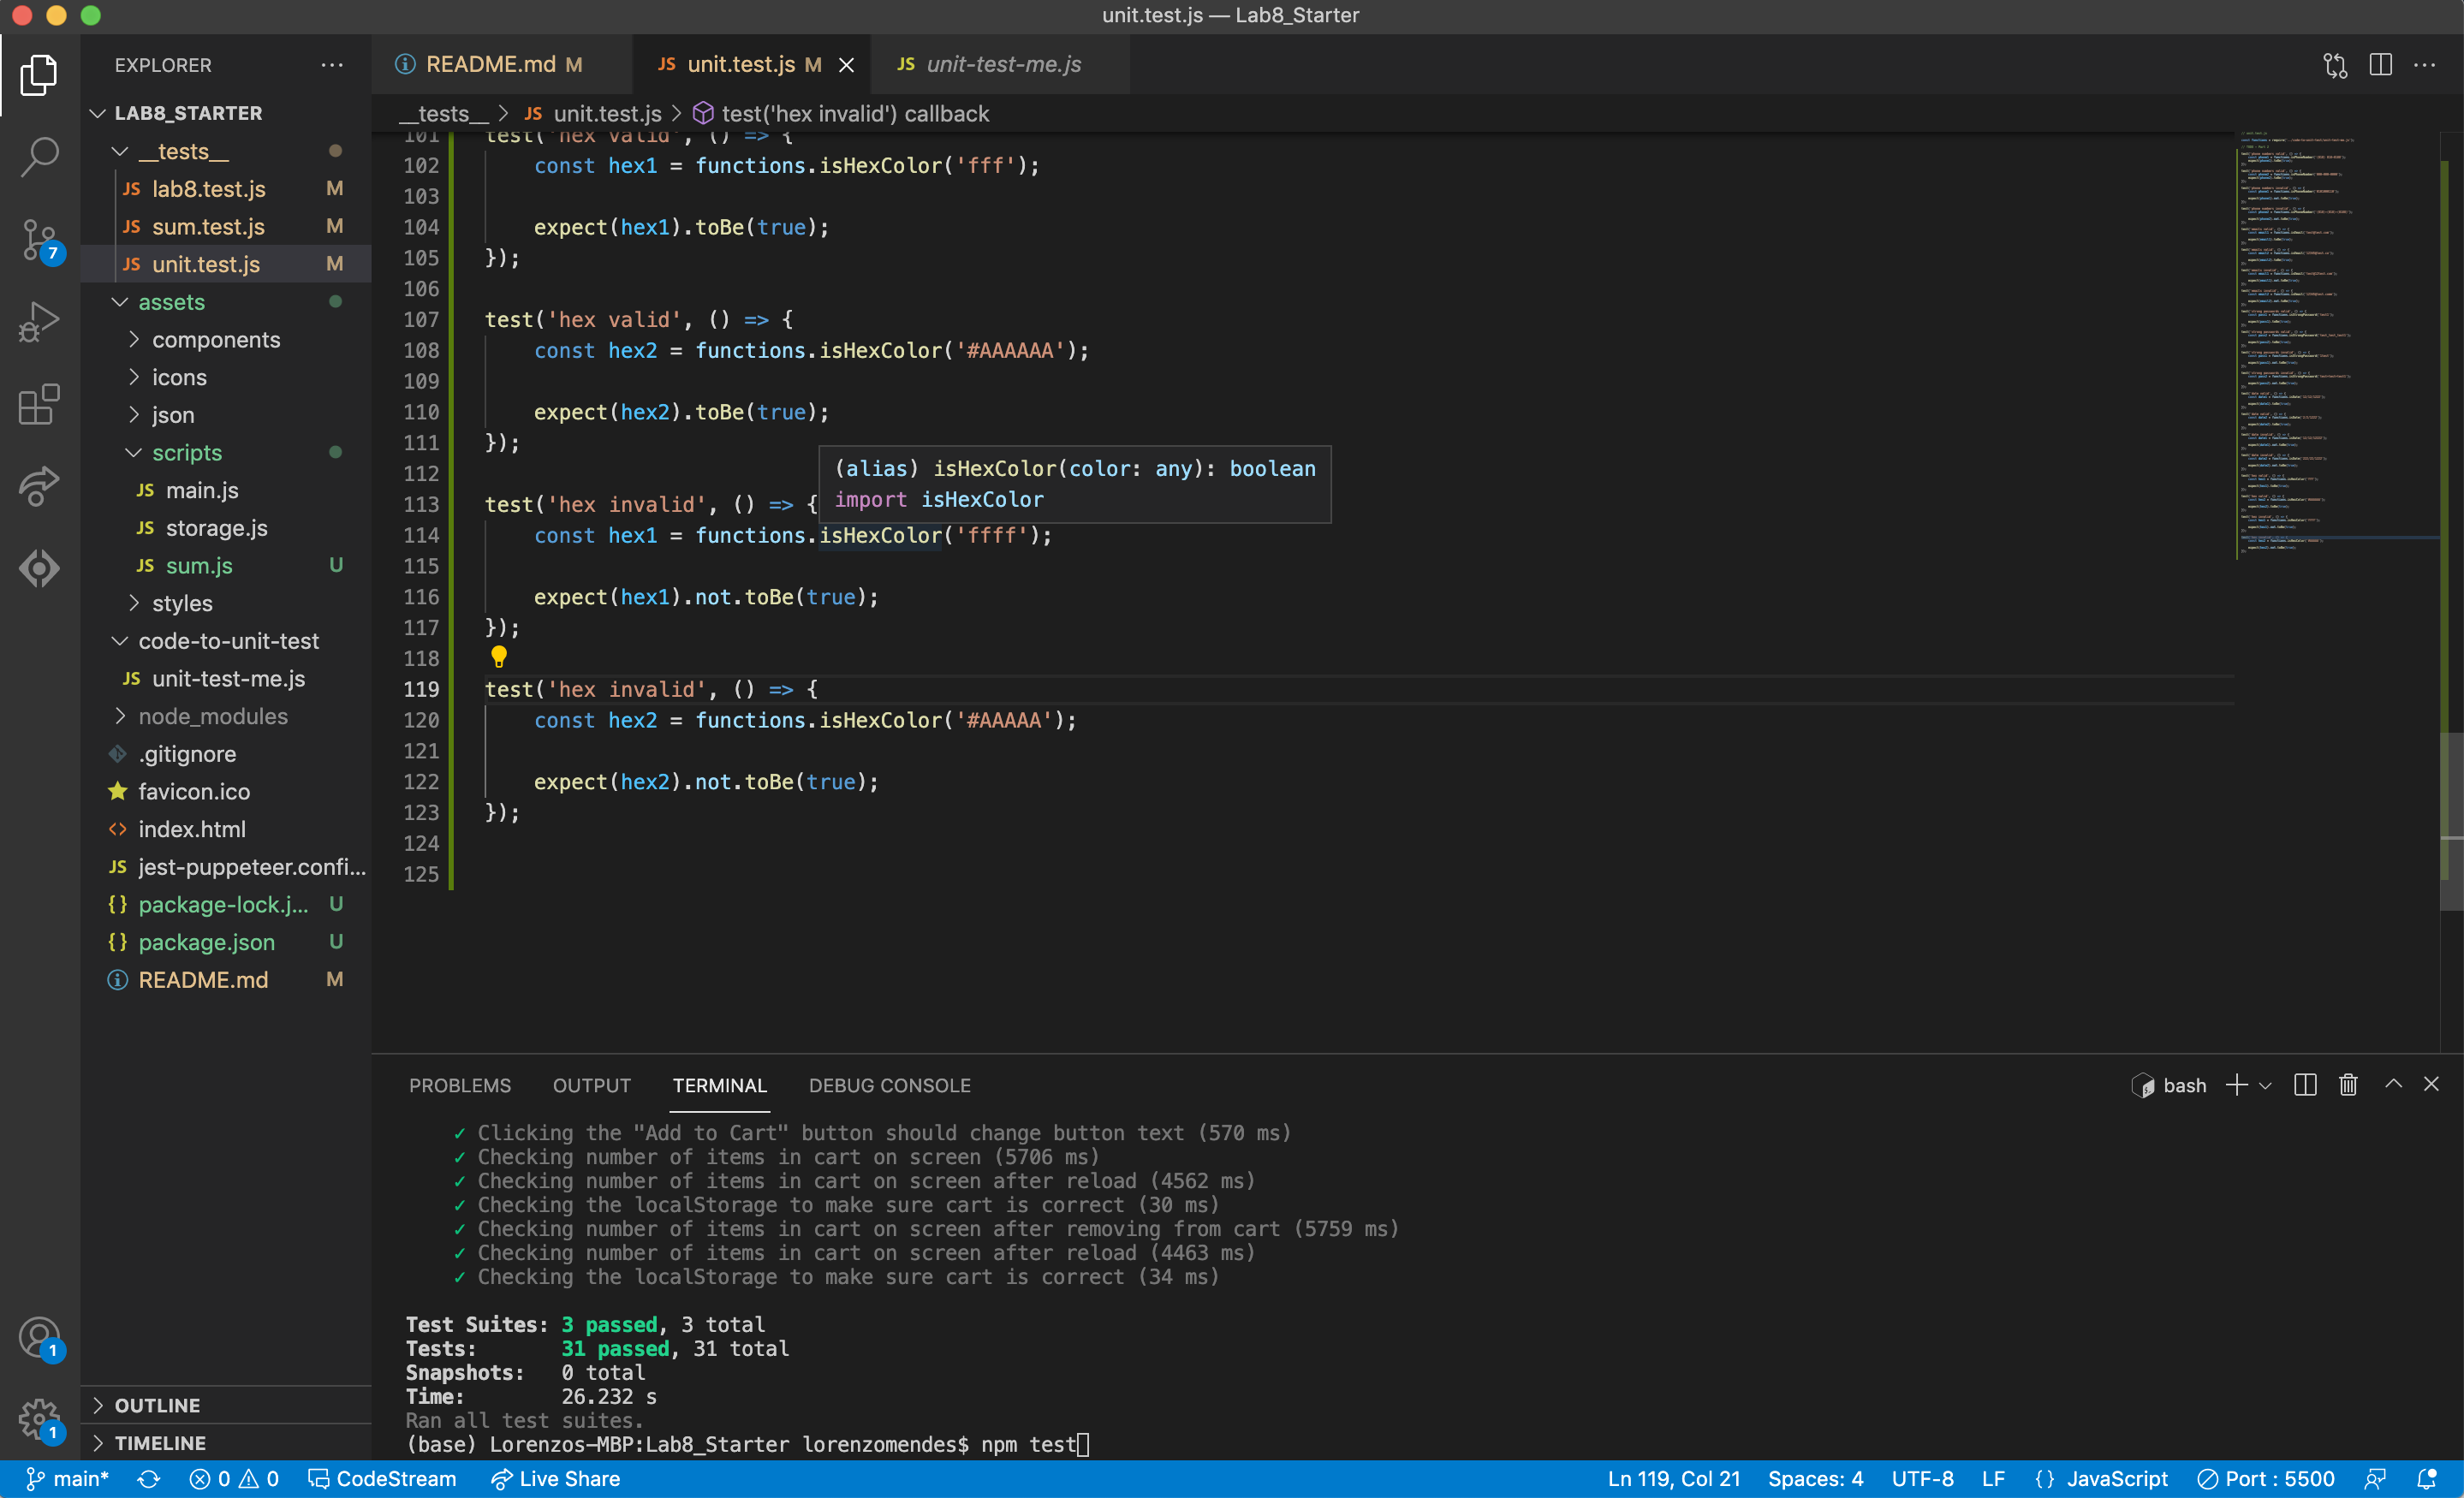 unit.test.js — Lab8_Starter
EXPLORER
LAB8_STARTER
__tests__
lab8.test.js M
sum.test.js M
unit.test.js M
assets
components
icons
json
scripts
main.js
storage.js
sum.js U
styles
code-to-unit-test
unit-test-me.js
node_modules
.gitignore
favicon.ico
index.html
jest-puppeteer.confi...
package-lock.j... U
package.json U
README.md M
OUTLINE
TIMELINE
7
1
1
README.md M
JS unit.test.js M
JS unit-test-me.js
__tests__ > JS unit.test.js > test('hex invalid') callback
101 test('hex valid', () => {
102 const hex1 = functions.isHexColor('fff');
103
104 expect(hex1).toBe(true);
105 });
106
107 test('hex valid', () => {
108 const hex2 = functions.isHexColor('#AAAAAA');
109
110 expect(hex2).toBe(true);
111 });
112
(alias) isHexColor(color: any): boolean
import isHexColor
113 test('hex invalid', () => {
114 const hex1 = functions.isHexColor('ffff');
115
116 expect(hex1).not.toBe(true);
117 });
118
119 test('hex invalid', () => {
120 const hex2 = functions.isHexColor('#AAAAA');
121
122 expect(hex2).not.toBe(true);
123 });
124
125
PROBLEMS OUTPUT TERMINAL DEBUG CONSOLE
bash
✓ Clicking the "Add to Cart" button should change button text (570 ms)
✓ Checking number of items in cart on screen (5706 ms)
✓ Checking number of items in cart on screen after reload (4562 ms)
✓ Checking the localStorage to make sure cart is correct (30 ms)
✓ Checking number of items in cart on screen after removing from cart (5759 ms)
✓ Checking number of items in cart on screen after reload (4463 ms)
✓ Checking the localStorage to make sure cart is correct (34 ms)
Test Suites: 3 passed, 3 total
Tests: 31 passed, 31 total
Snapshots: 0 total
Time: 26.232 s
Ran all test suites.
(base) Lorenzos-MBP:Lab8_Starter lorenzomendes$ npm test
main* 0 0 CodeStream Live Share Ln 119, Col 21 Spaces: 4 UTF-8 LF {} JavaScript Port : 5500